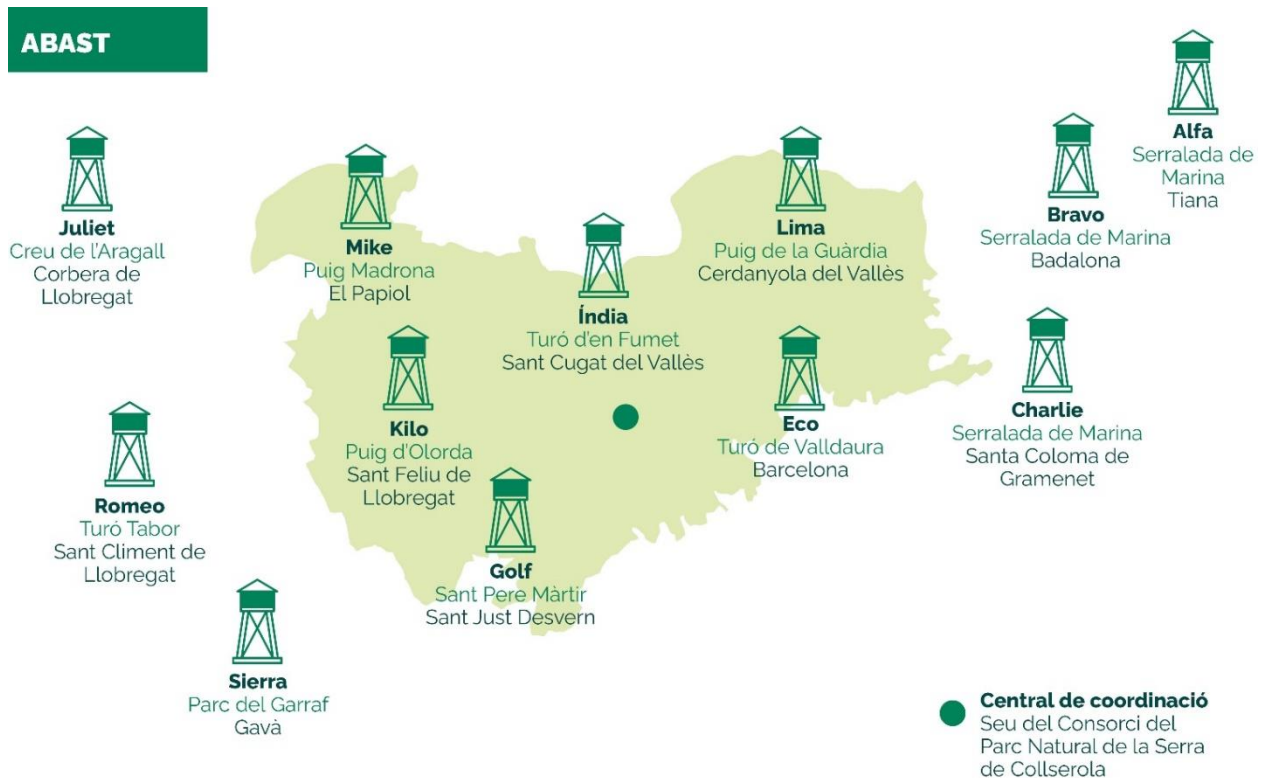 ABAST
Alfa
Serralada de
Marina
Tiana
Juliet
Creu de l'Aragall
Corbera de
Llobregat
Mike
Puig Madrona
El Papiol
Lima
Puig de la Guàrdia
Cerdanyola del Vallès
Bravo
Serralada de Marina
Badalona
Índia
Turó d'en Fumet
Sant Cugat del Vallès
Kilo
Puig d'Olorda
Sant Feliu de
Llobregat
Eco
Turó de Valldaura
Barcelona
Charlie
Serralada de Marina
Santa Coloma de
Gramenet
Romeo
Turó Tabor
Sant Climent de
Llobregat
Golf
Sant Pere Màrtir
Sant Just Desvern
Sierra
Parc del Garraf
Gavà
Central de coordinació
Seu del Consorci del
Parc Natural de la Serra
de Collserola